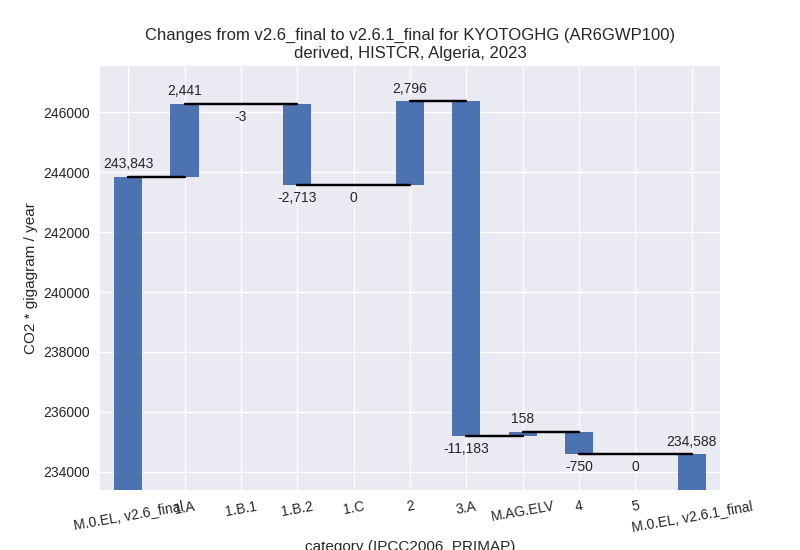 Changes from v2.6_final to v2.6.1_final for KYOTOGHG (AR6GWP100)
derived, HISTCR, Algeria, 2023
CO2 * gigagram / year
246000
244000
242000
240000
238000
236000
234000
243,843
2,441
-3
-2,713
0
2,796
-11,183
158
-750
0
234,588
M.0.EL, v2.6_final
1.A
1.B.1
1.B.2
1.C
2
3.A
M.AG.ELV
4
5
M.0.EL, v2.6.1_final
category (IPCC2006_PRIMAP)